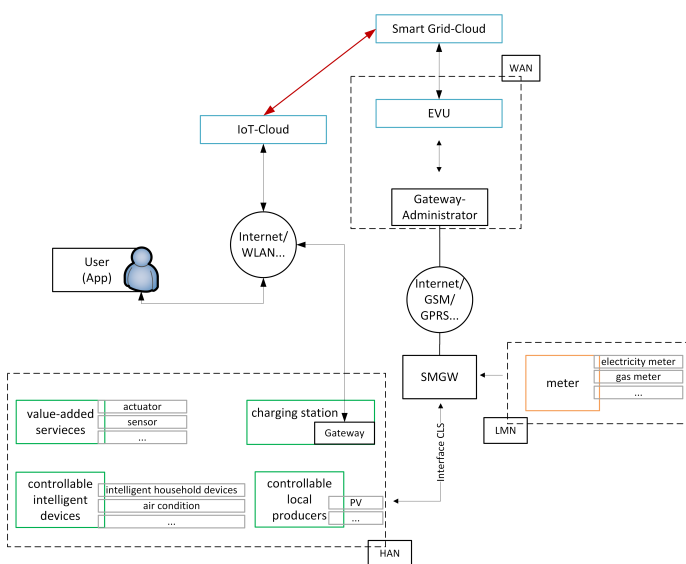 Smart Grid-Cloud
WAN
IoT-Cloud
EVU
Gateway-
Administrator
Internet/
WLAN...
User
(App)
Internet/
GSM/
GPRS...
SMGW
meter
electricity meter
gas meter
...
LMN
Interface CLS
value-added
servieces
actuator
sensor
...
charging station
Gateway
controllable
intelligent
devices
intelligent household devices
air condition
...
controllable
local
producers
PV
...
HAN